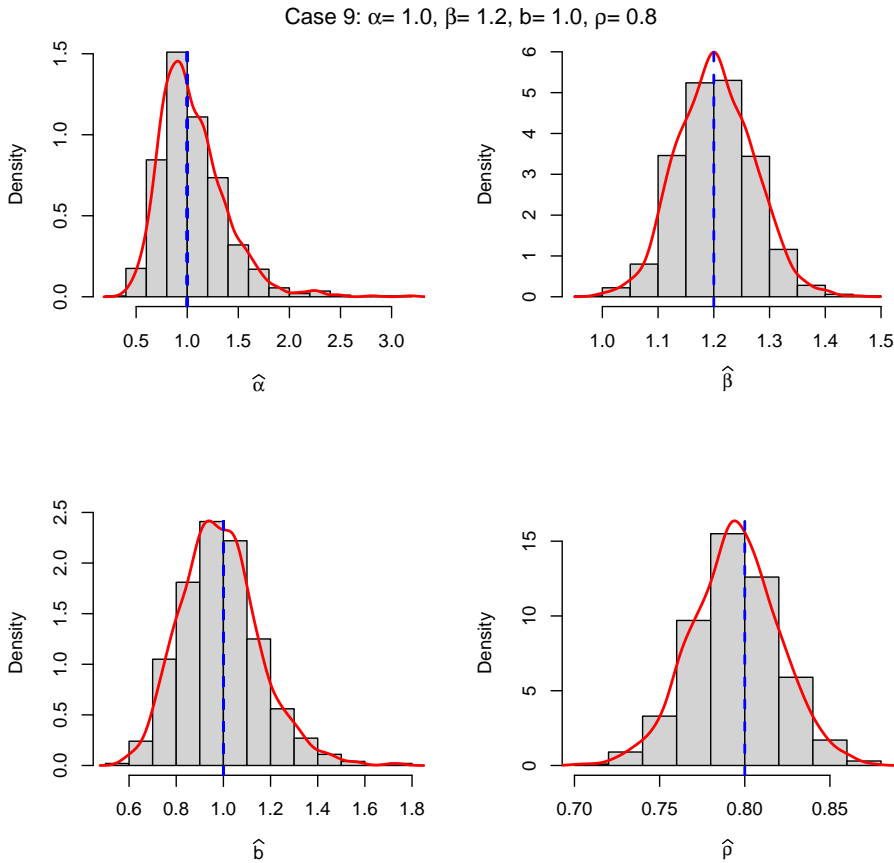 Case 9: α= 1.0, β= 1.2, b= 1.0, ρ= 0.8
Density
0.0 0.5 1.0 1.5
0.5 1.0 1.5 2.0 2.5 3.0
α̂
Density
0 1 2 3 4 5 6
1.0 1.1 1.2 1.3 1.4 1.5
β̂
Density
0.0 0.5 1.0 1.5 2.0 2.5
0.6 0.8 1.0 1.2 1.4 1.6 1.8
b̂
Density
0 5 10 15
0.70 0.75 0.80 0.85
ρ̂